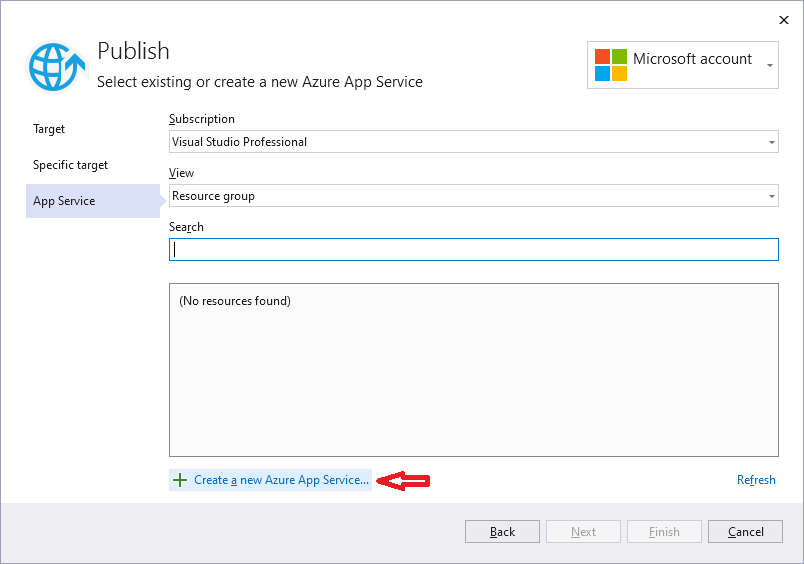 Publish
Select existing or create a new Azure App Service
Microsoft account
Target
Specific target
App Service
Subscription
Visual Studio Professional
View
Resource group
Search
(No resources found)
Create a new Azure App Service...
Refresh
Back
Next
Finish
Cancel